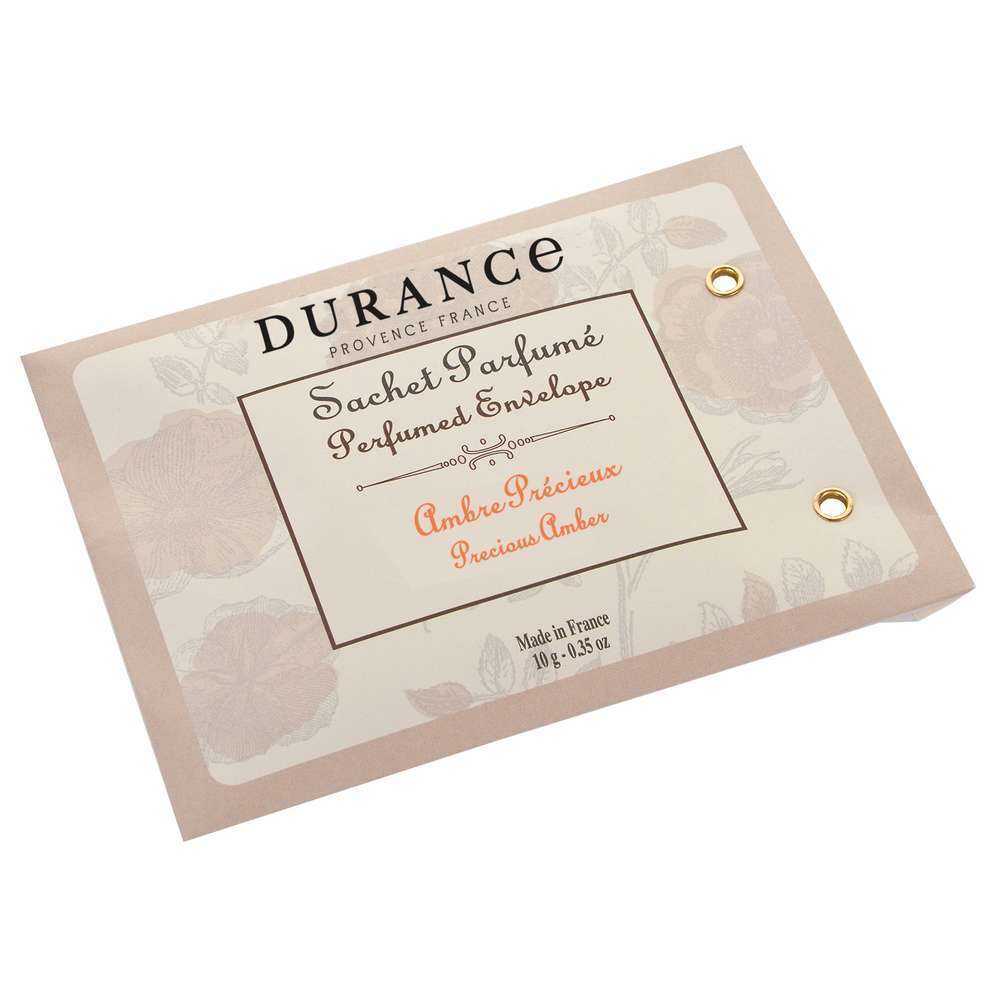 DURANCe
PROVENCE FRANCE
Sachet Parfumé
Perfumed Envelope
Ambre Précieux
Precious Amber
Made in France
10 g - 0.35 oz